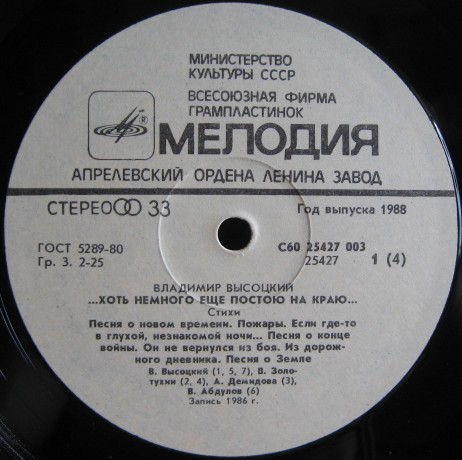 МИНИСТЕРСТВО
КУЛЬТУРЫ СССР
ВСЕСОЮЗНАЯ ФИРМА
ГРАМПЛАСТИНОК
®
МЕЛОДИЯ
АПРЕЛЕВСКИЙ ОРДЕНА ЛЕНИНА ЗАВОД
СТЕРЕО 33
Год выпуска 1988
ГОСТ 5289-80
С60 25427 003
Гр. 3. 2-25
25427 1 (4)
ВЛАДИМИР ВЫСОЦКИЙ
...ХОТЬ НЕМНОГО ЕЩЕ ПОСТОЮ НА КРАЮ...
Стихи
Песня о новом времени. Пожары. Если где-то
в глухой, незнакомой ночи... Песня о конце
войны. Он не вернулся из боя. Из дорож-
ного дневника. Песня о Земле
В. Высоцкий (1, 5, 7), В. Золо-
тухин (2, 4), А. Демидова (3),
В. Абдулов (6)
Запись 1986 г.